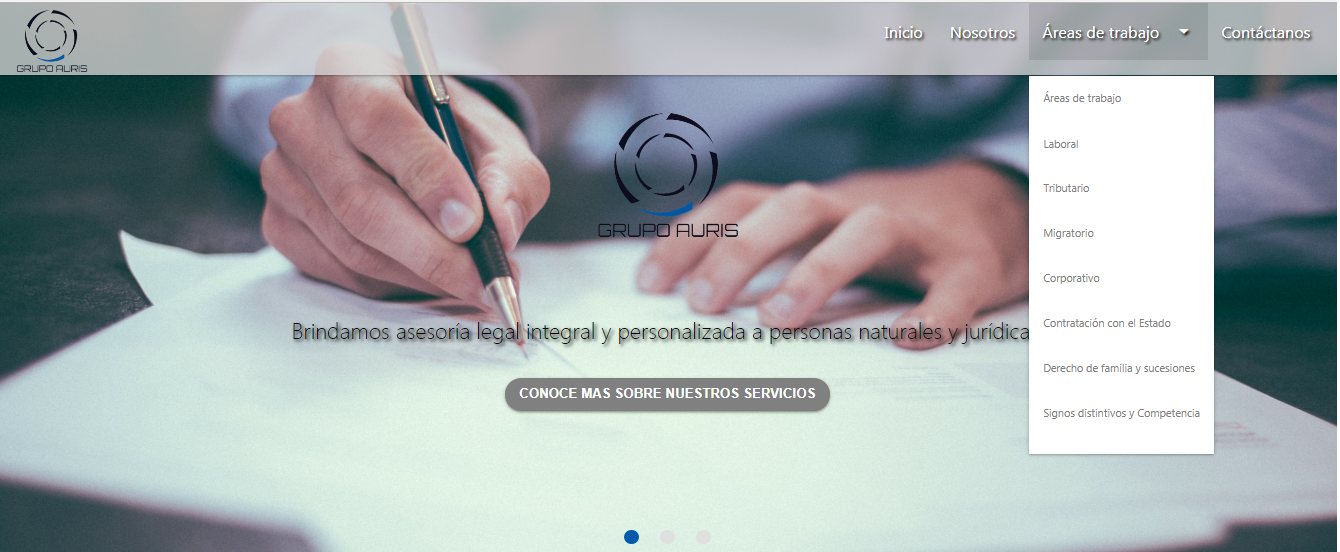 GRUPO AURIS
Inicio
Nosotros
Áreas de trabajo
Contáctanos
GRUPO AURIS
Brindamos asesoría legal integral y personalizada a personas naturales y jurídica
CONOCE MAS SOBRE NUESTROS SERVICIOS
Áreas de trabajo
Laboral
Tributario
Migratorio
Corporativo
Contratación con el Estado
Derecho de familia y sucesiones
Signos distintivos y Competencia